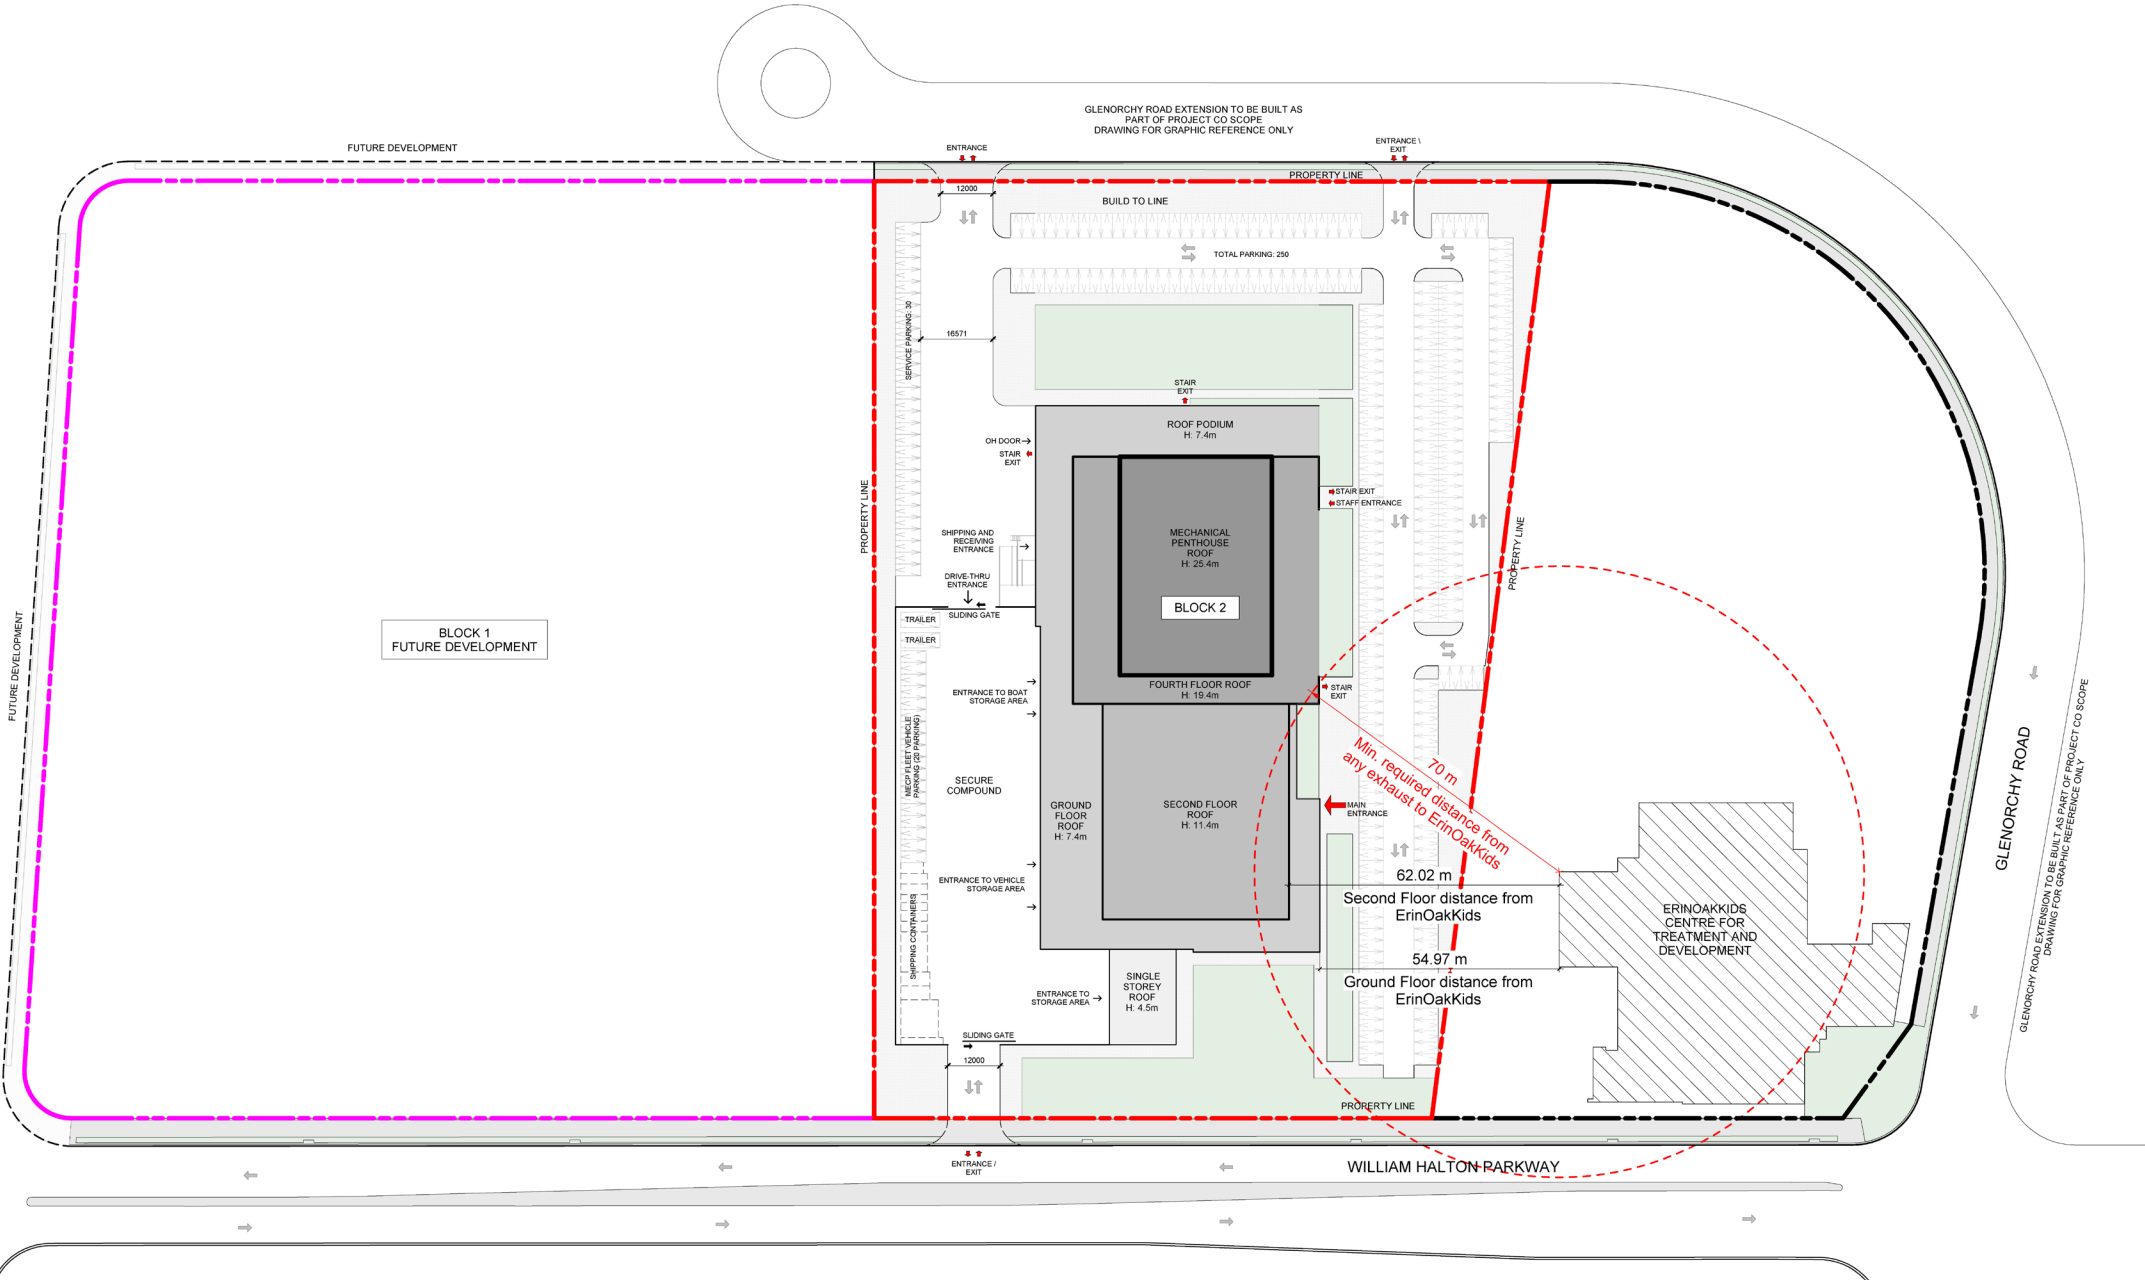 GLENORCHY ROAD EXTENSION TO BE BUILT AS
PART OF PROJECT CO SCOPE
DRAWING FOR GRAPHIC REFERENCE ONLY
FUTURE DEVELOPMENT
ENTRANCE
ENTRANCE \
EXIT
PROPERTY LINE
12000
BUILD TO LINE
TOTAL PARKING: 250
SERVICE PARKING: 30
16571
STAIR
EXIT
ROOF PODIUM
H: 7.4m
OH DOOR
STAIR
EXIT
STAIR EXIT
STAFF ENTRANCE
PROPERTY LINE
PROPERTY LINE
SHIPPING AND
RECEIVING
ENTRANCE
MECHANICAL
PENTHOUSE
ROOF
H: 25.4m
DRIVE-THRU
ENTRANCE
BLOCK 2
SLIDING GATE
TRAILER
TRAILER
BLOCK 1
FUTURE DEVELOPMENT
FUTURE DEVELOPMENT
FOURTH FLOOR ROOF
H: 19.4m
STAIR
EXIT
ENTRANCE TO BOAT
STORAGE AREA
MECP FLEET VEHICLE
PARKING (20 PARKING)
SECURE
COMPOUND
70 m
Min. required distance from
any exhaust to ErinOakKids
GROUND
FLOOR
ROOF
H: 7.4m
SECOND FLOOR
ROOF
H: 11.4m
MAIN
ENTRANCE
GLENORCHY ROAD
GLENORCHY ROAD EXTENSION TO BE BUILT AS PART OF PROJECT CO SCOPE
DRAWING FOR GRAPHIC REFERENCE ONLY
62.02 m
Second Floor distance from
ErinOakKids
ENTRANCE TO VEHICLE
STORAGE AREA
SHIPPING CONTAINERS
ERINOAKKIDS
CENTRE FOR
TREATMENT AND
DEVELOPMENT
54.97 m
Ground Floor distance from
ErinOakKids
SINGLE
STOREY
ROOF
H: 4.5m
ENTRANCE TO
STORAGE AREA
SLIDING GATE
12000
PROPERTY LINE
ENTRANCE /
EXIT
WILLIAM HALTON PARKWAY